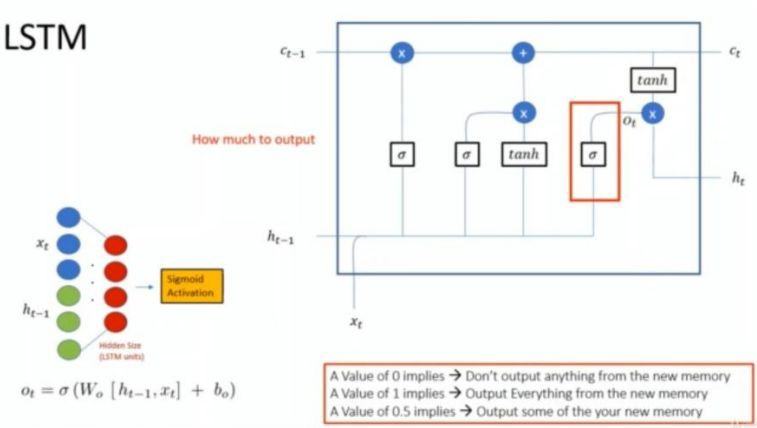 LSTM
c_{t-1}
x
+
c_t
tanh
How much to output
x
o_t
x
σ
σ
tanh
σ
h_t
x_t
h_{t-1}
Sigmoid
Activation
h_{t-1}
x_t
Hidden Size
(LSTM units)
o_t = σ (W_o [h_{t-1}, x_t] + b_o)
A Value of 0 implies → Don't output anything from the new memory
A Value of 1 implies → Output Everything from the new memory
A Value of 0.5 implies → Output some of the your new memory